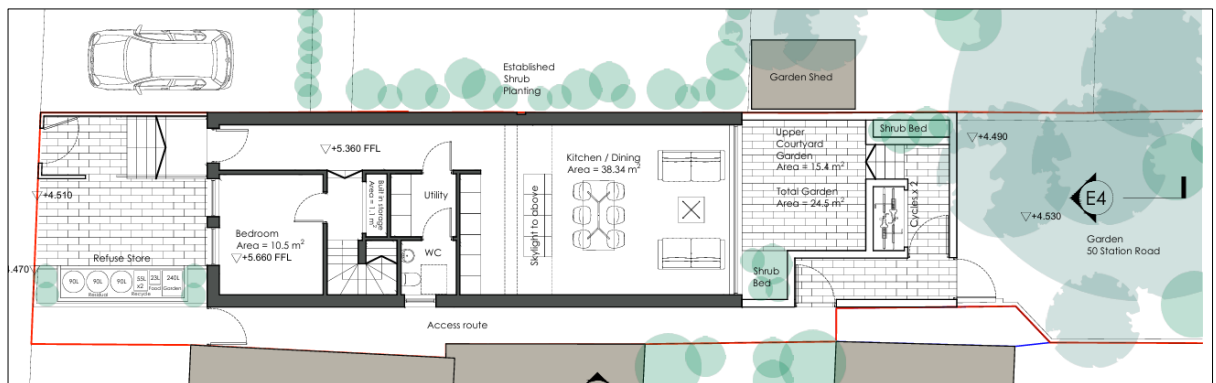 Established
Shrub
Planting
Garden Shed
Shrub Bed
+4.490
Upper
Courtyard
Garden
Area = 15.4 m²
Total Garden
Area = 24.5 m²
Cycles x 2
+5.360 FFL
Kitchen / Dining
Area = 38.34 m²
Skylight to above
Built in storage
Area = 1.1 m²
Utility
WC
Bedroom
Area = 10.5 m²
+5.660 FFL
+4.510
Refuse Store
4.470
90L
90L
90L
55L
x2
23L
240L
Residual
Recycle
Food
Garden
Shrub
Bed
E4
+4.530
Garden
50 Station Road
Access route